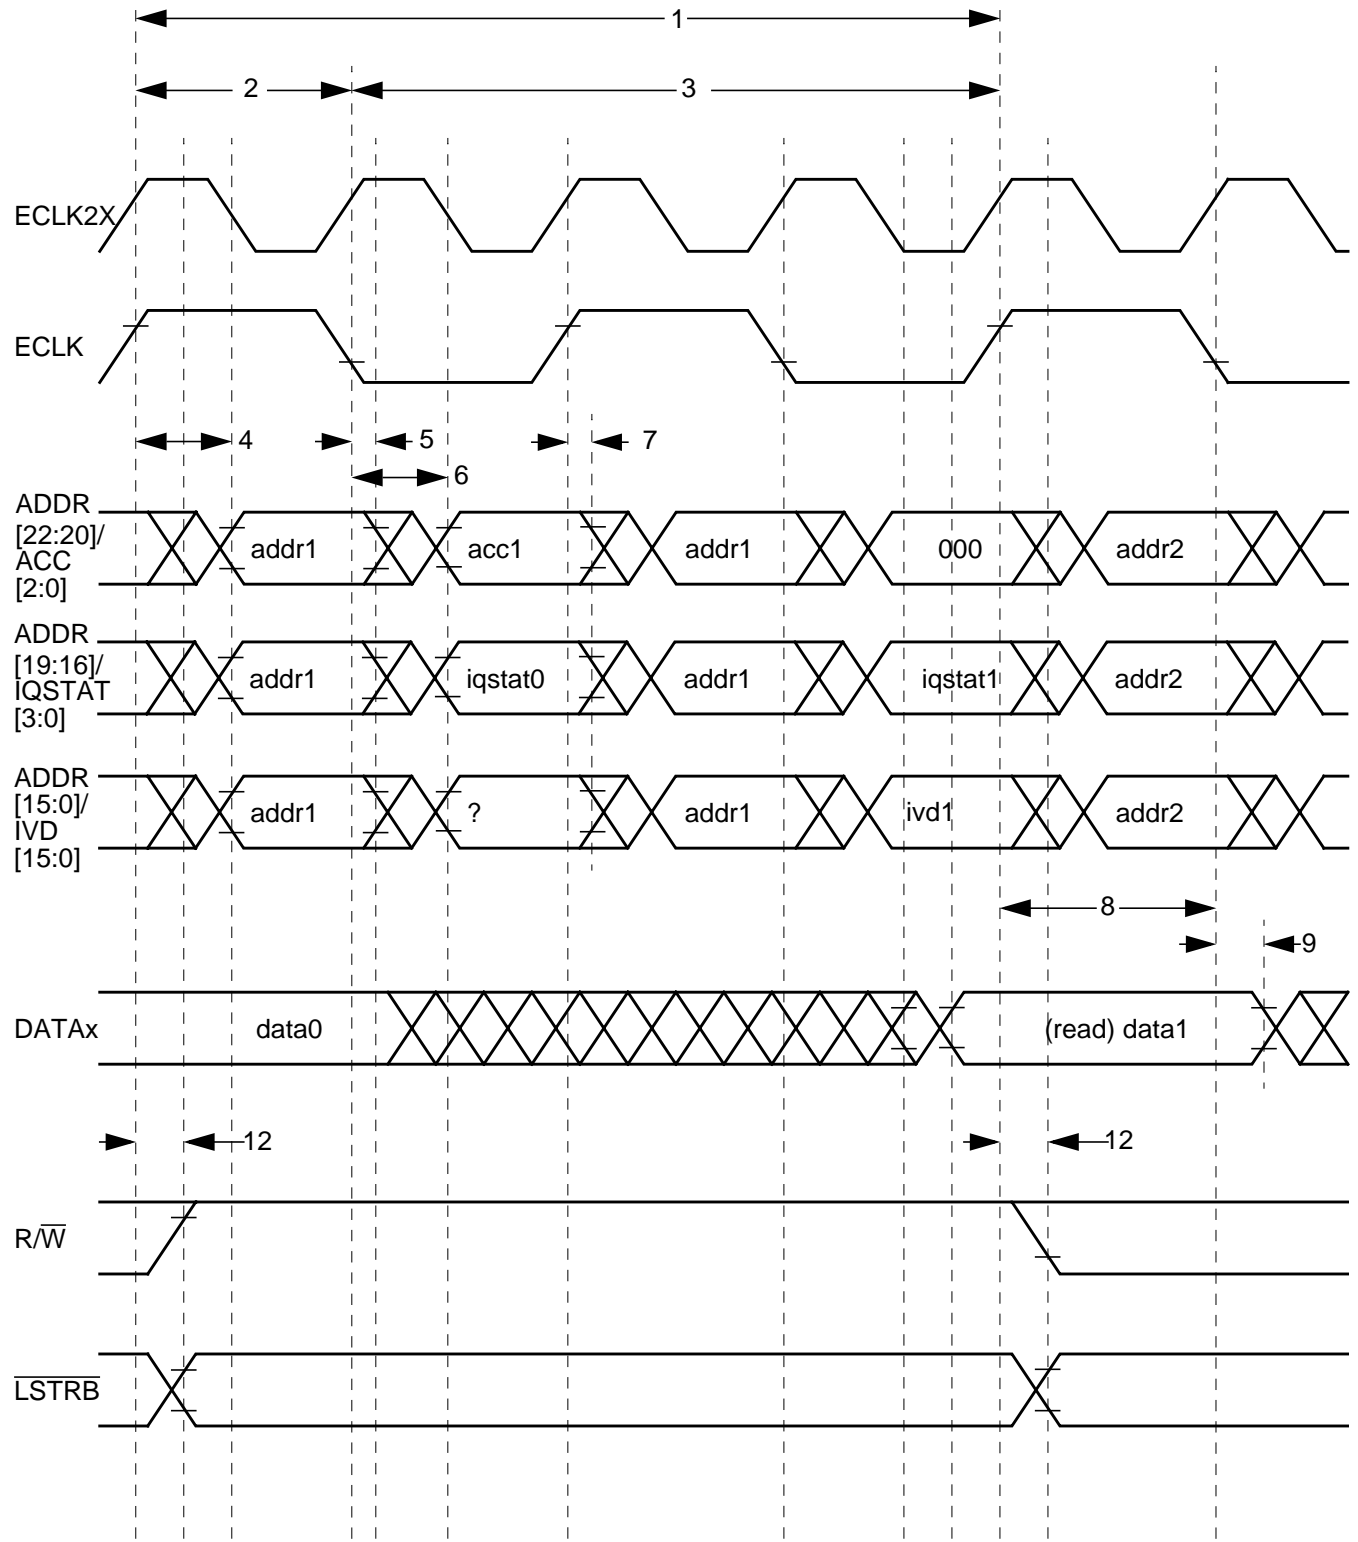 1
2
3
ECLK2X
ECLK
4
5
7
6
ADDR
[22:20]/
ACC
[2:0]
addr1
acc1
addr1
000
addr2
ADDR
[19:16]/
IQSTAT
[3:0]
addr1
iqstat0
addr1
iqstat1
addr2
ADDR
[15:0]/
IVD
[15:0]
addr1
?
addr1
ivd1
addr2
8
9
DATAx
data0
(read) data1
12
12
R/W
LSTRB